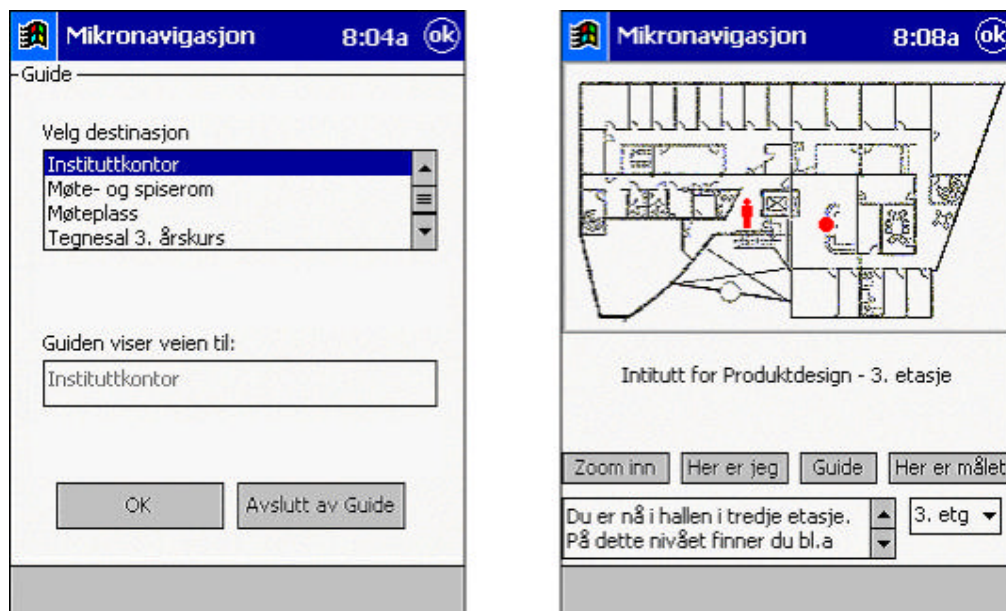 Mikronavigasjon 8:04a ok
Guide
Velg destinasjon
Instituttkontor
Møte- og spiserom
Møteplass
Tegnesal 3. årskurs
Guiden viser veien til:
Instituttkontor
OK Avslutt av Guide
Mikronavigasjon 8:08a ok
Intitutt for Produktdesign - 3. etasje
Zoom inn Her er jeg Guide Her er målet
Du er nå i hallen i tredje etasje. 3. etg
På dette nivået finner du bl.a